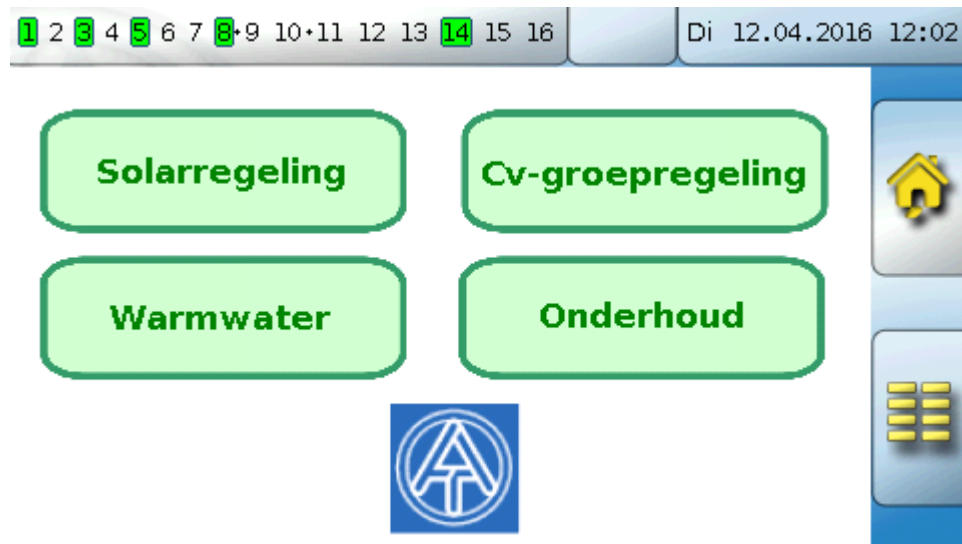 1 2 3 4 5 6 7 8•9 10•11 12 13 14 15 16 Di 12.04.2016 12:02
Solarregeling Cv-groepregeling
Warmwater Onderhoud
TA